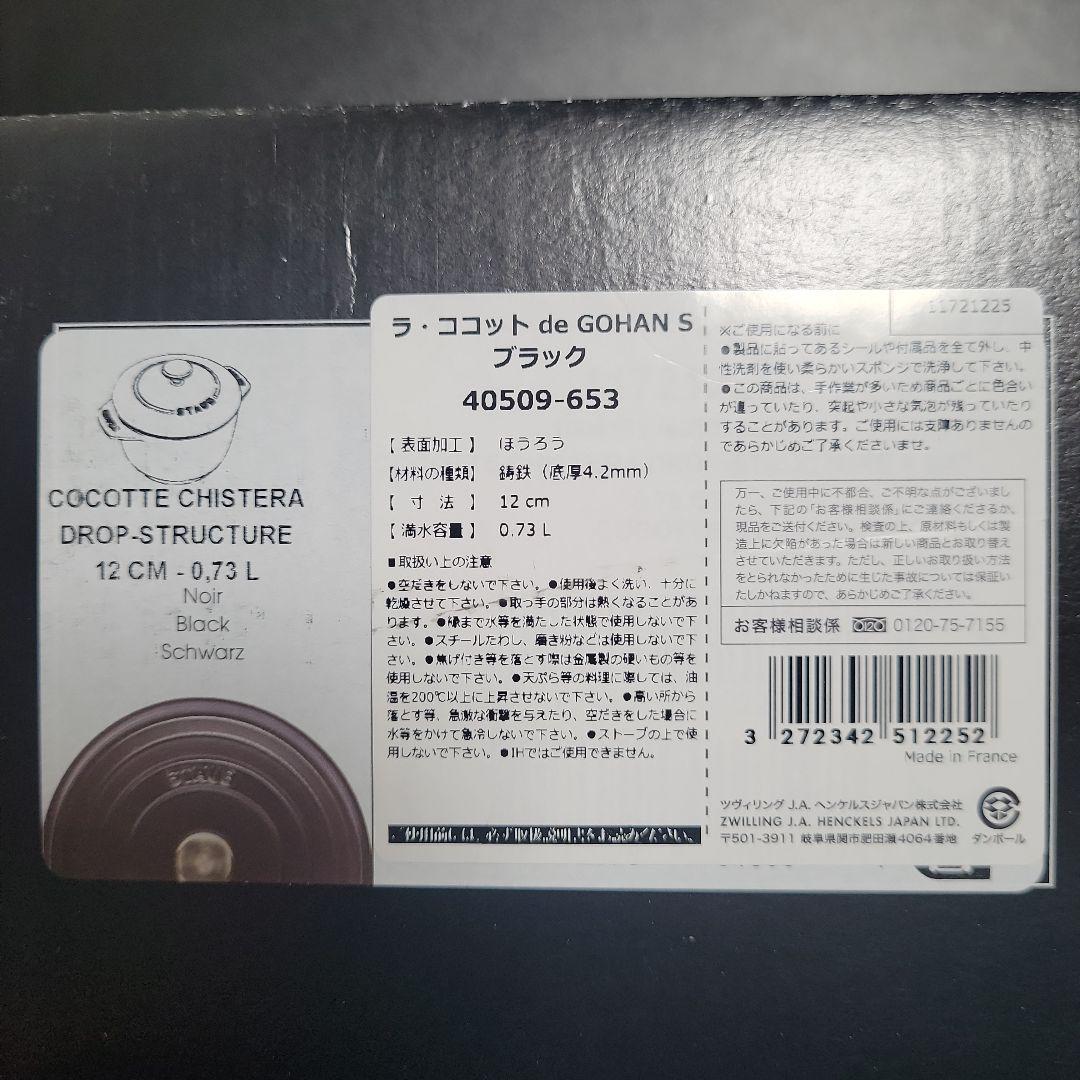 STAUB
COCOTTE CHISTERA
DROP-STRUCTURE
12 CM - 0,73 L
Noir
Black
Schwarz
STAUB
ラ・ココット de GOHAN S
ブラック
40509-653
【 表面加工 】 ほうろう
【材料の種類】 鋳鉄（底厚4.2mm）
【 寸 法 】 12 cm
【 満水容量 】 0.73 L
■取扱い上の注意
●空だきをしないで下さい。●使用後よく洗い、十分に
乾燥させて下さい。●取っ手の部分は熱くなることがあ
ります。●縁まで水等を満たした状態で使用しないで下
さい。●スチールたわし、磨き粉などは使用しないで下
さい。●焦げ付き等を落とす際は金属製の硬いもの等を
使用しないで下さい。●天ぷら等の料理に際しては、油
温を200℃以上に上昇させないで下さい。●高い所から
落とす等、急激な衝撃を与えたり、空だきをした場合に
水等をかけて急冷しないで下さい。●ストーブの上で使
用しないで下さい。●IHではご使用できません。
ご使用前には、必ず取扱説明書をお読みください。
1721225
※ご使用になる前に
●製品に貼ってあるシールや付属品を全て外し、中
性洗剤を使い柔らかいスポンジで洗浄して下さい。
●この商品は、手作業が多いため商品ごとに色合い
が違っていたり、突起や小さな気泡が残っていたり
することがあります。ご使用には支障ありませんの
であらかじめご了承くださいませ。
万一、ご使用中に不都合、ご不明な点がございまし
たら、下記の「お客様相談係」にご連絡くださるか、
現品をご送付ください。検査の上、原材料もしくは製
造上に欠陥があった場合は新しい商品とお取り替え
させていただきます。ただし、正しいお取り扱い方法
をとられなかったために生じた事故については保証い
たしかねますので、あらかじめご了承ください。
お客様相談係 0120-75-7155
3 272342 512252
Made in France
ツヴィリング J.A. ヘンケルスジャパン株式会社
ZWILLING J.A. HENCKELS JAPAN LTD.
〒501-3911 岐阜県関市肥田瀬4064番地
ダンボール